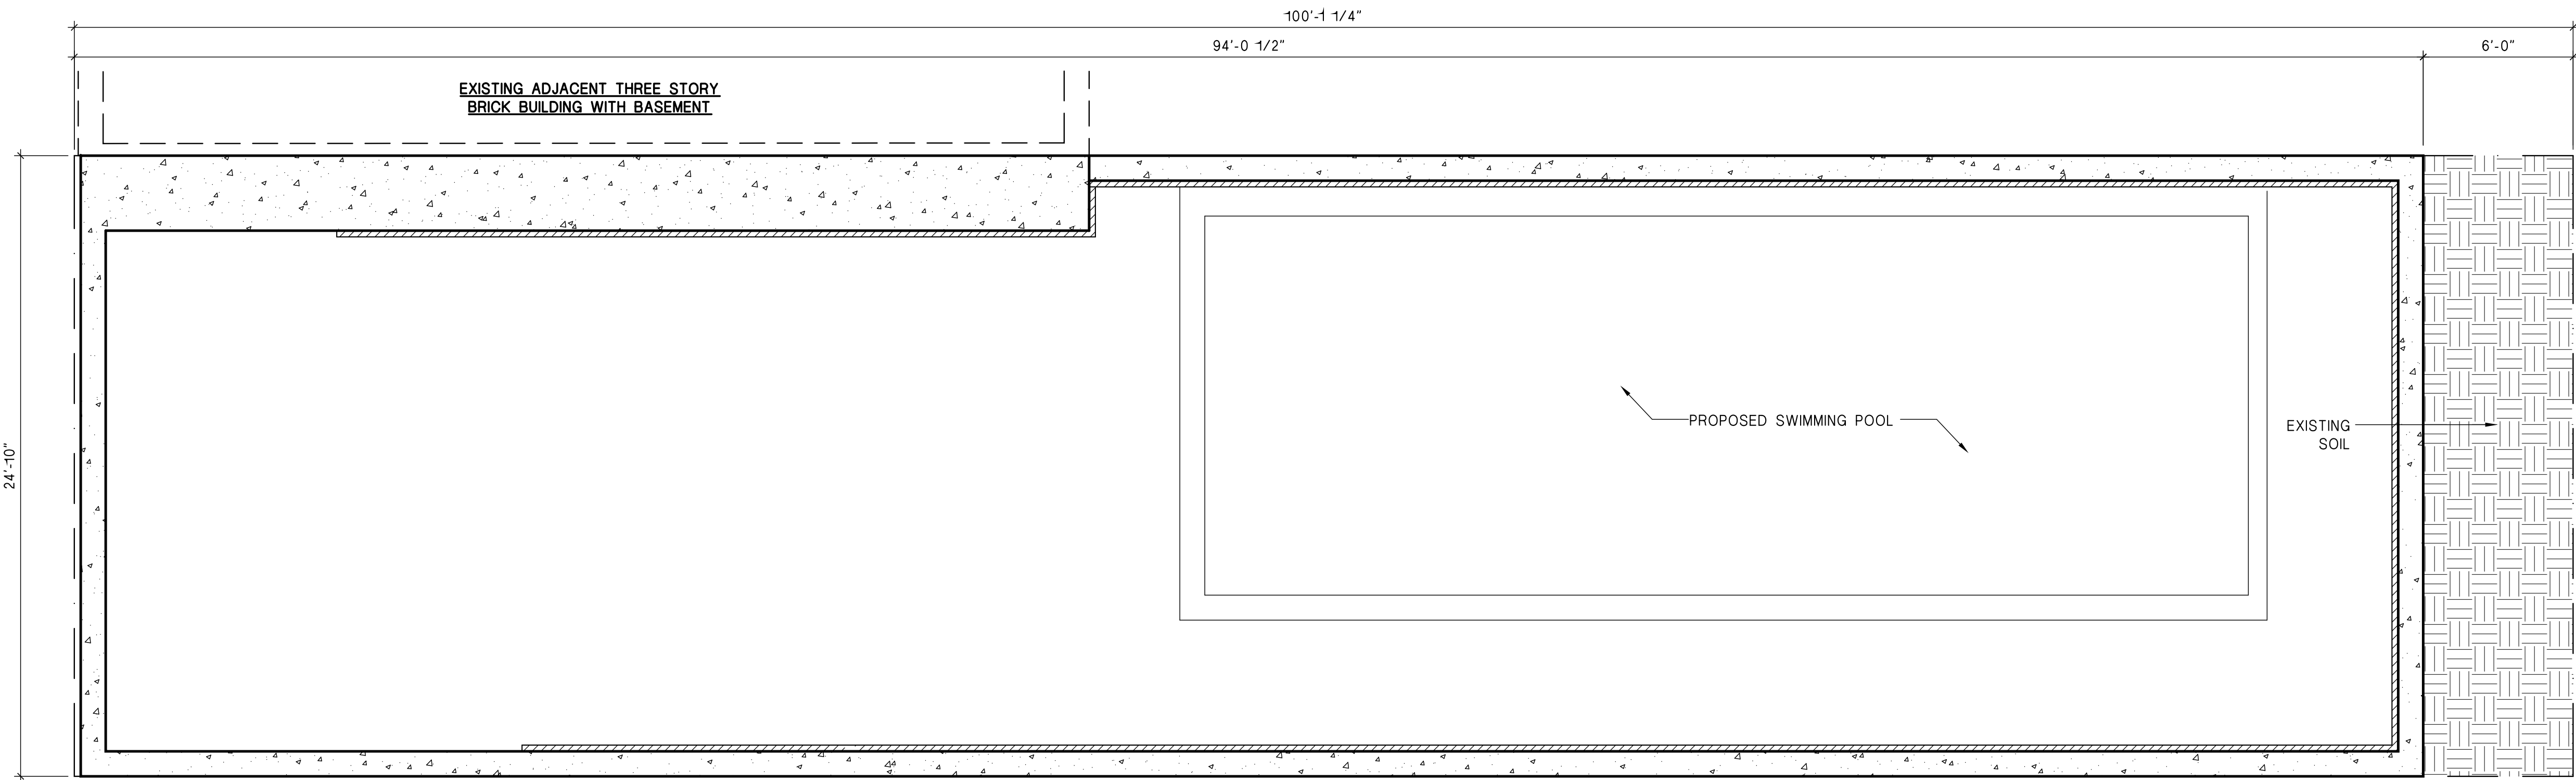 100'-1 1/4"
94'-0 1/2"
6'-0"
EXISTING ADJACENT THREE STORY
BRICK BUILDING WITH BASEMENT
24'-10"
PROPOSED SWIMMING POOL
EXISTING
SOIL